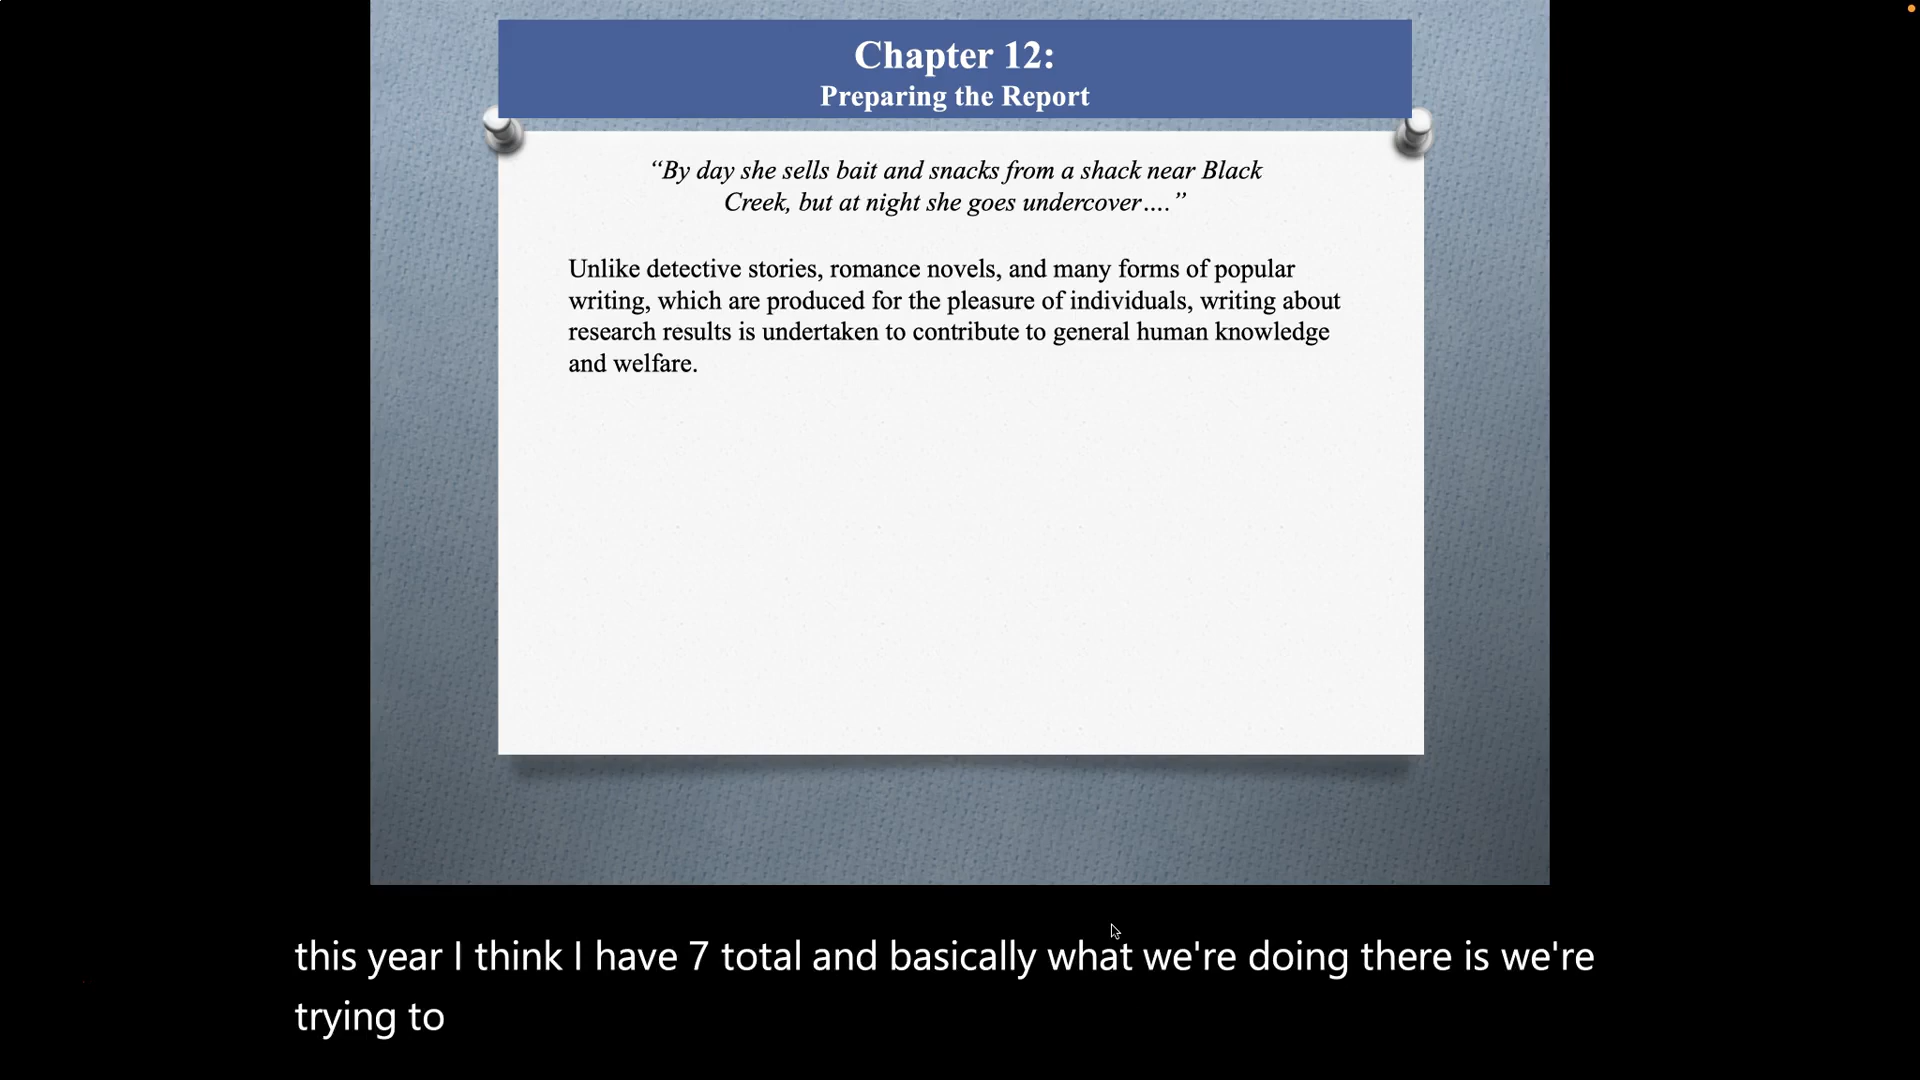 Chapter 12:
Preparing the Report
“By day she sells bait and snacks from a shack near Black
Creek, but at night she goes undercover….”
Unlike detective stories, romance novels, and many forms of popular
writing, which are produced for the pleasure of individuals, writing about
research results is undertaken to contribute to general human knowledge
and welfare.
this year I think I have 7 total and basically what we're doing there is we're
trying to